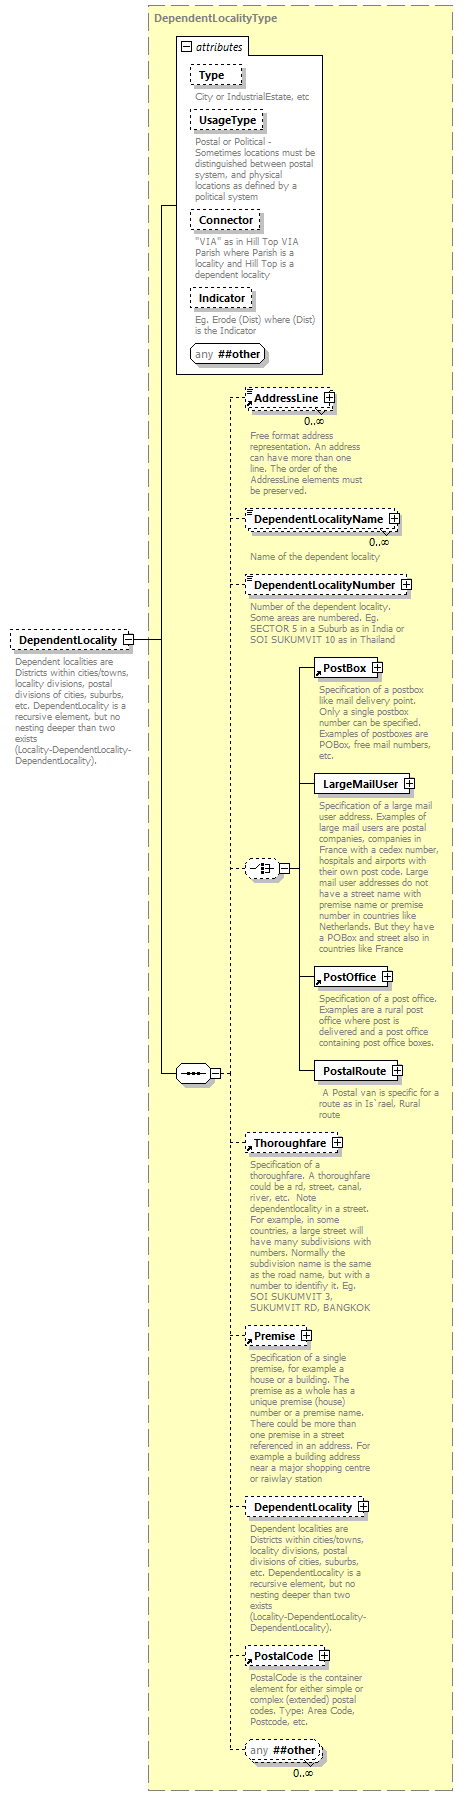 DependentLocalityType
attributes
Type
City or IndustrialEstate, etc
UsageType
Postal or Political -
Sometimes locations must be
distinguished between postal
system, and physical
locations as defined by a
political system
Connector
"VIA" as in Hill Top VIA
Parish where Parish is a
locality and Hill Top is a
dependent locality
Indicator
Eg. Erode (Dist) where (Dist)
is the Indicator
any ##other
AddressLine
0..∞
Free format address
representation. An address
can have more than one
line. The order of the
AddressLine elements must
be preserved.
DependentLocalityName
0..∞
Name of the dependent locality
DependentLocalityNumber
Number of the dependent locality.
Some areas are numbered. Eg.
SECTOR 5 in a Suburb as in India or
SOI SUKUMVIT 10 as in Thailand
DependentLocality
Dependent localities are
Districts within cities/towns,
locality divisions, postal
divisions of cities, suburbs,
etc. DependentLocality is a
recursive element, but no
nesting deeper than two
exists
(Locality-DependentLocality-
DependentLocality).
PostBox
Specification of a postbox
like mail delivery point.
Only a single postbox
number can be specified.
Examples of postboxes are
POBox, free mail numbers,
etc.
LargeMailUser
Specification of a large mail
user address. Examples of
large mail users are postal
companies, companies in
France with a cedex number,
hospitals and airports with
their own post code. Large
mail user addresses do not
have a street name with
premise name or premise
number in countries like
Netherlands. But they have
a POBox and street also in
countries like France
PostOffice
Specification of a post office.
Examples are a rural post
office where post is
delivered and a post office
containing post office boxes.
PostalRoute
A Postal van is specific for a
route as in Is`rael, Rural
route
Thoroughfare
Specification of a
thoroughfare. A thoroughfare
could be a rd, street, canal,
river, etc.  Note
dependentlocality in a street.
For example, in some
countries, a large street will
have many subdivisions with
numbers. Normally the
subdivision name is the same
as the road name, but with a
number to identifiy it. Eg.
SOI SUKUMVIT 3,
SUKUMVIT RD, BANGKOK
Premise
Specification of a single
premise, for example a
house or a building. The
premise as a whole has a
unique premise (house)
number or a premise name.
There could be more than
one premise in a street
referenced in an address. For
example a building address
near a major shopping centre
or raiwlay station
DependentLocality
Dependent localities are
Districts within cities/towns,
locality divisions, postal
divisions of cities, suburbs,
etc. DependentLocality is a
recursive element, but no
nesting deeper than two
exists
(Locality-DependentLocality-
DependentLocality).
PostalCode
PostalCode is the container
element for either simple or
complex (extended) postal
codes. Type: Area Code,
Postcode, etc.
any ##other
0..∞